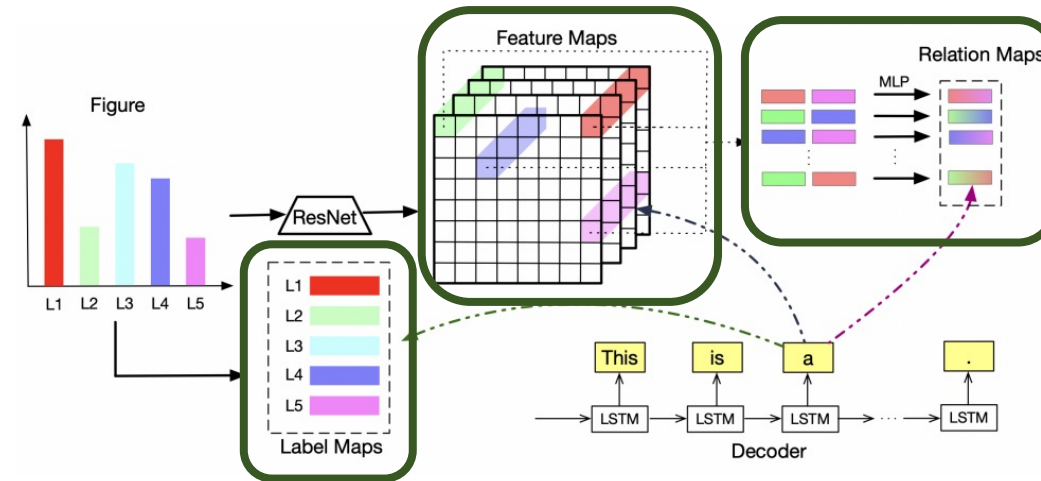 Figure
L1 L2 L3 L4 L5
ResNet
Feature Maps
Relation Maps
MLP
L1
L2
L3
L4
L5
Label Maps
This is a .
LSTM LSTM LSTM ... LSTM
Decoder